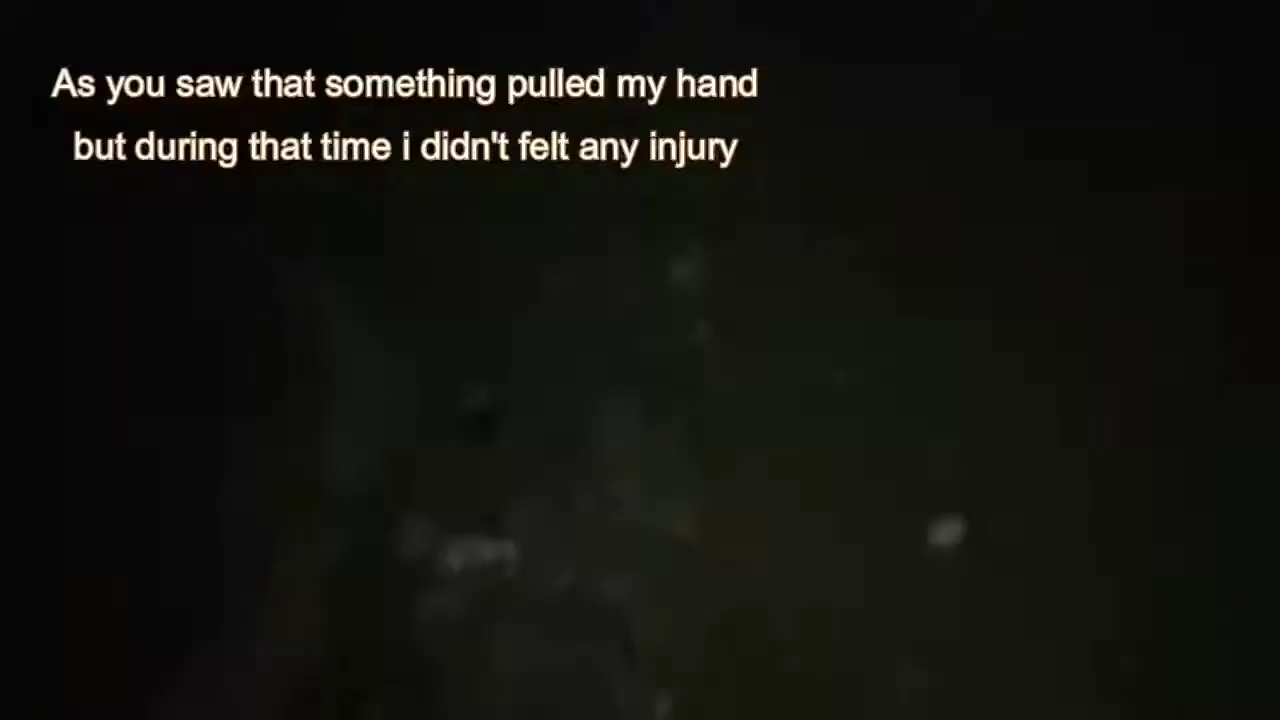 As you saw that something pulled my hand
but during that time i didn't felt any injury